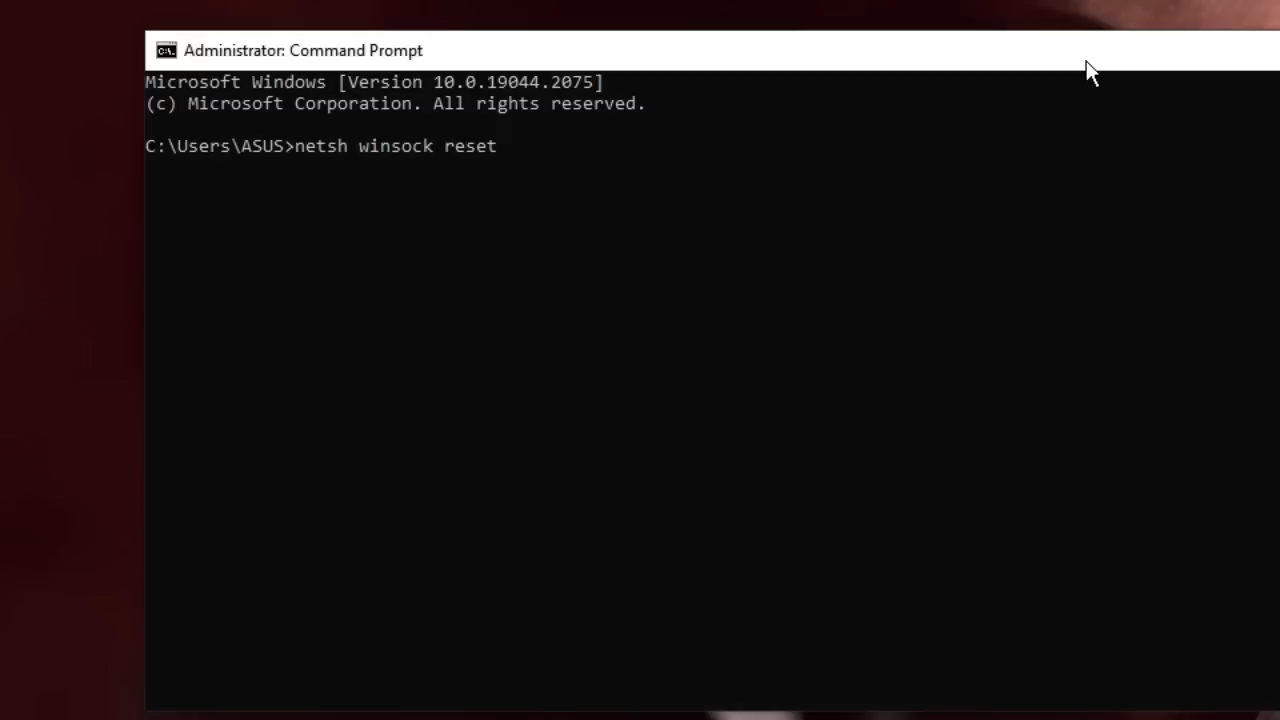 Administrator: Command Prompt
Microsoft Windows [Version 10.0.19044.2075]
(c) Microsoft Corporation. All rights reserved.
C:\Users\ASUS>netsh winsock reset